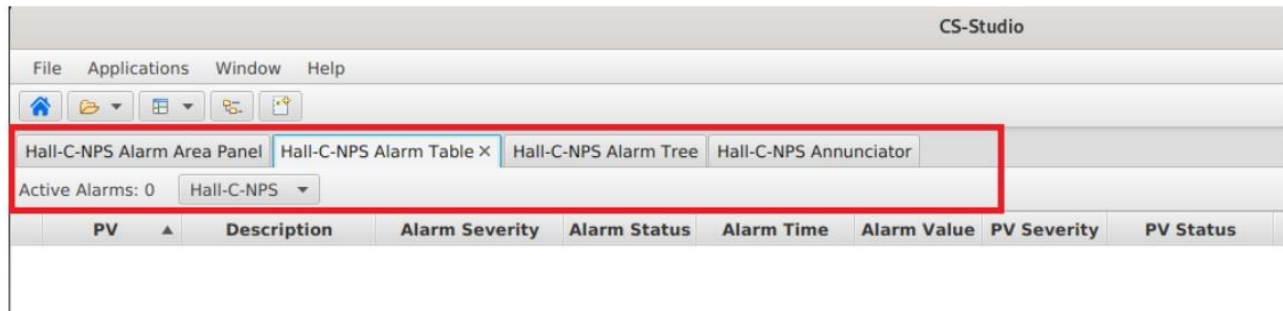 CS-Studio
File Applications Window Help
Hall-C-NPS Alarm Area Panel Hall-C-NPS Alarm Table × Hall-C-NPS Alarm Tree Hall-C-NPS Annunciator
Active Alarms: 0 Hall-C-NPS
PV Description Alarm Severity Alarm Status Alarm Time Alarm Value PV Severity PV Status